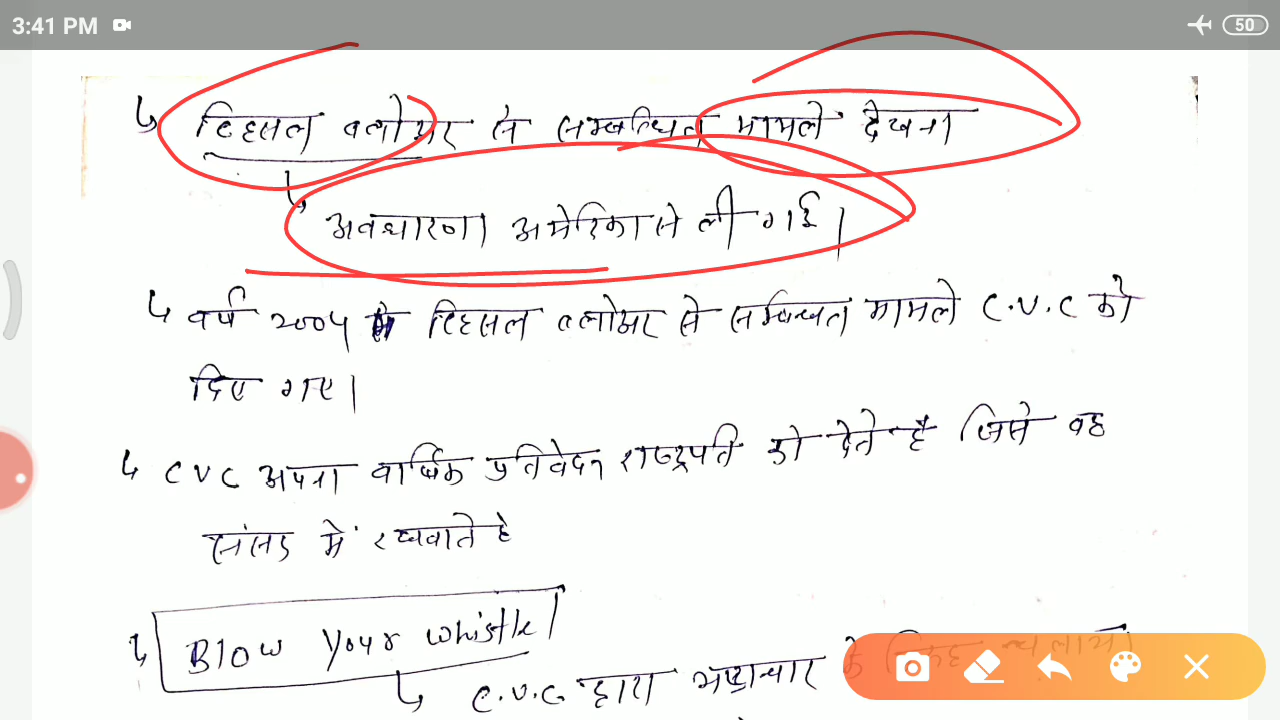 3:41 PM 50
↳ व्हिसल ब्लोअर से सम्बन्धित मामले देखना
↳ अवधारणा अमेरिका से ली गई।
↳ वर्ष 2004 से व्हिसल ब्लोअर से सम्बन्धित मामले C.V.C को
दिए गए।
↳ CVC अपना वार्षिक प्रतिवेदन राष्ट्रपति को देते है जिसे वह
संसद में रखवाते है
↳ Blow Your Whistle
↳ C.V.C. द्वारा भ्रष्टाचार के